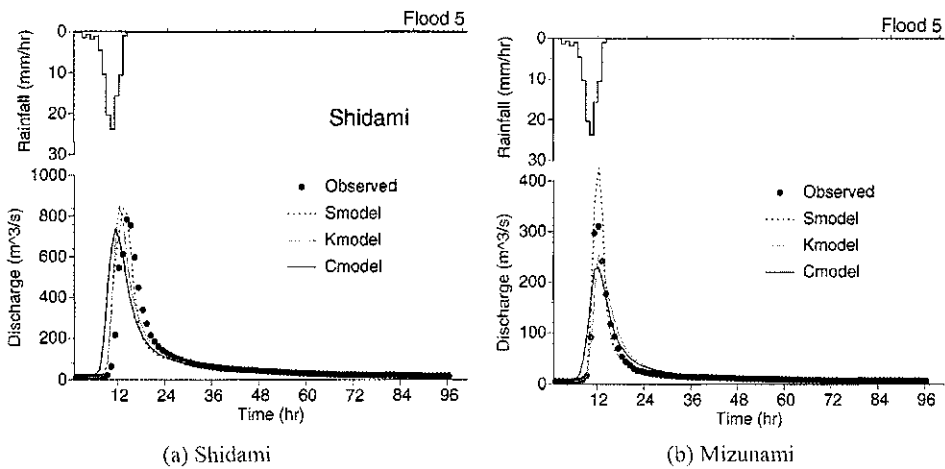 Flood 5
0
10
20
30
Rainfall (mm/hr)
Shidami
1000
800
600
400
200
0
Discharge (m^3/s)
Observed
Smodel
Kmodel
Cmodel
12 24 36 48 60 72 84 96
Time (hr)
(a) Shidami
Flood 5
0
10
20
30
Rainfall (mm/hr)
400
300
200
100
0
Discharge (m^3/s)
Observed
Smodel
Kmodel
Cmodel
12 24 36 48 60 72 84 96
Time (hr)
(b) Mizunami